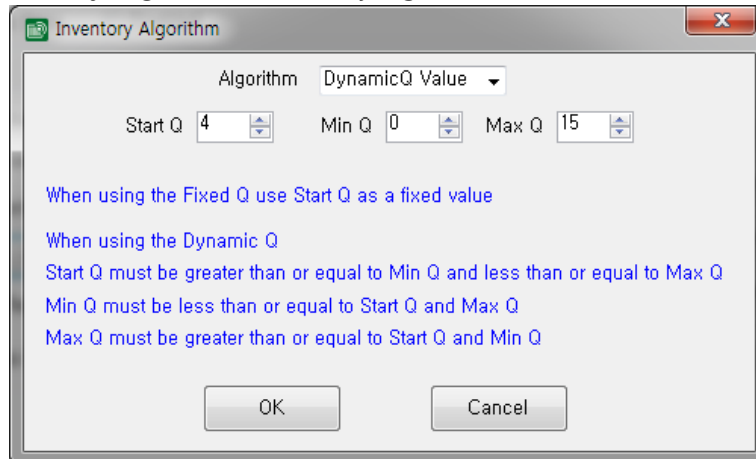 Inventory Algorithm
X
Algorithm DynamicQ Value
Start Q 4 Min Q 0 Max Q 15
When using the Fixed Q use Start Q as a fixed value
When using the Dynamic Q
Start Q must be greater than or equal to Min Q and less than or equal to Max Q
Min Q must be less than or equal to Start Q and Max Q
Max Q must be greater than or equal to Start Q and Min Q
OK Cancel